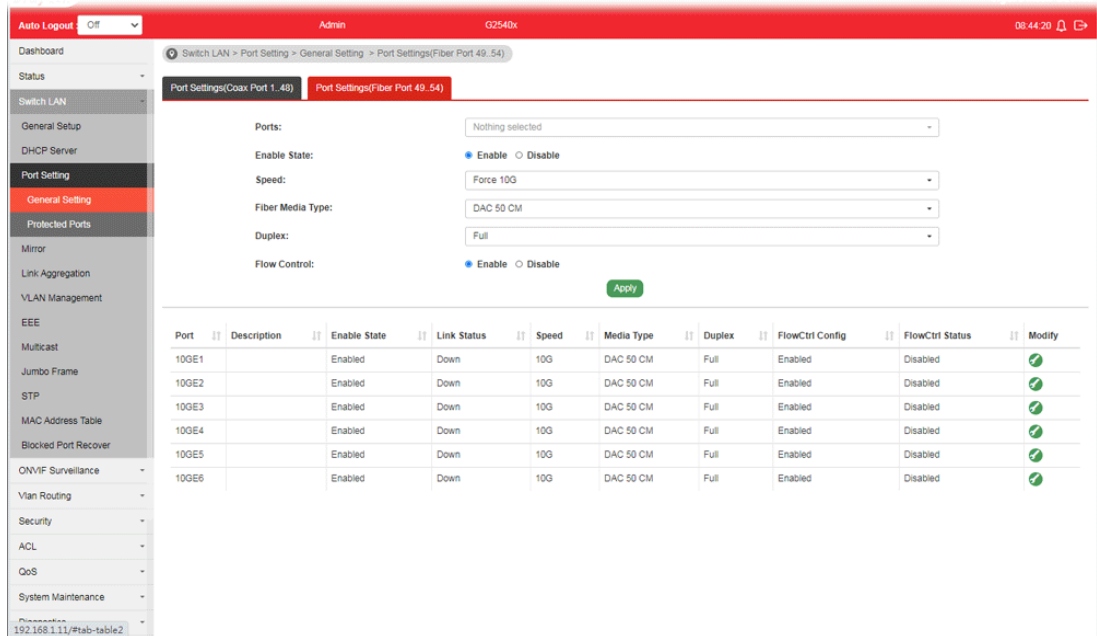 Auto Logout : Off
Admin
G2540x
08:44:20
Dashboard
Status
Switch LAN
General Setup
DHCP Server
Port Setting
General Setting
Protected Ports
Mirror
Link Aggregation
VLAN Management
EEE
Multicast
Jumbo Frame
STP
MAC Address Table
Blocked Port Recover
ONVIF Surveillance
Vlan Routing
Security
ACL
QoS
System Maintenance
192.168.1.11/#tab-table2
Switch LAN > Port Setting > General Setting > Port Settings(Fiber Port 49..54)
Port Settings(Coax Port 1..48) Port Settings(Fiber Port 49..54)
Ports: Nothing selected
Enable State: Enable Disable
Speed: Force 10G
Fiber Media Type: DAC 50 CM
Duplex: Full
Flow Control: Enable Disable
Apply
Port Description Enable State Link Status Speed Media Type Duplex FlowCtrl Config FlowCtrl Status Modify
10GE1 Enabled Down 10G DAC 50 CM Full Enabled Disabled
10GE2 Enabled Down 10G DAC 50 CM Full Enabled Disabled
10GE3 Enabled Down 10G DAC 50 CM Full Enabled Disabled
10GE4 Enabled Down 10G DAC 50 CM Full Enabled Disabled
10GE5 Enabled Down 10G DAC 50 CM Full Enabled Disabled
10GE6 Enabled Down 10G DAC 50 CM Full Enabled Disabled